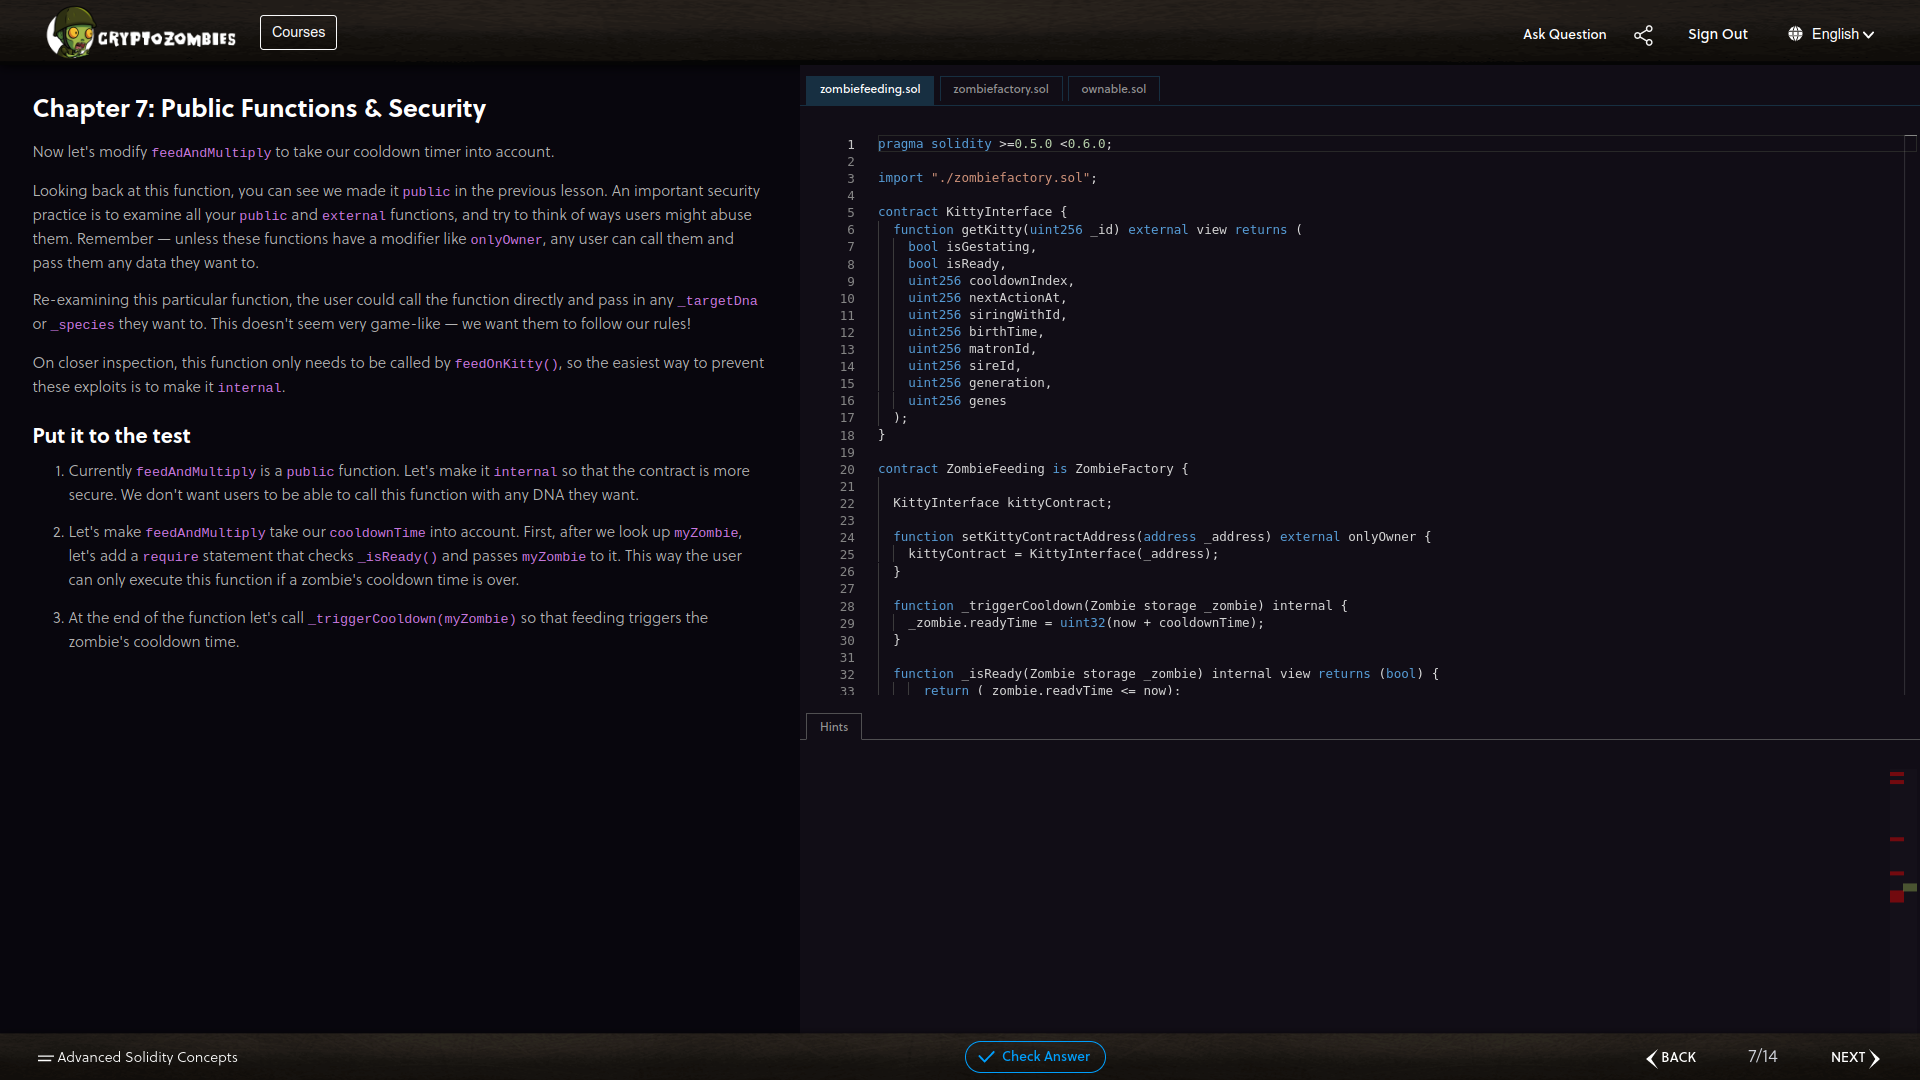 CRYPTOZOMBIES
Courses
Ask Question
Sign Out
English
Chapter 7: Public Functions & Security
Now let's modify feedAndMultiply to take our cooldown timer into account.
Looking back at this function, you can see we made it public in the previous lesson. An important security
practice is to examine all your public and external functions, and try to think of ways users might abuse
them. Remember — unless these functions have a modifier like onlyOwner, any user can call them and
pass them any data they want to.
Re-examining this particular function, the user could call the function directly and pass in any _targetDna
or _species they want to. This doesn't seem very game-like — we want them to follow our rules!
On closer inspection, this function only needs to be called by feedOnKitty(), so the easiest way to prevent
these exploits is to make it internal.
Put it to the test
1. Currently feedAndMultiply is a public function. Let's make it internal so that the contract is more
secure. We don't want users to be able to call this function with any DNA they want.
2. Let's make feedAndMultiply take our cooldownTime into account. First, after we look up myZombie,
let's add a require statement that checks _isReady() and passes myZombie to it. This way the user
can only execute this function if a zombie's cooldown time is over.
3. At the end of the function let's call _triggerCooldown(myZombie) so that feeding triggers the
zombie's cooldown time.
zombiefeeding.sol
zombiefactory.sol
ownable.sol
1 pragma solidity >=0.5.0 <0.6.0;
2
3 import "./zombiefactory.sol";
4
5 contract KittyInterface {
6 function getKitty(uint256 _id) external view returns (
7 bool isGestating,
8 bool isReady,
9 uint256 cooldownIndex,
10 uint256 nextActionAt,
11 uint256 siringWithId,
12 uint256 birthTime,
13 uint256 matronId,
14 uint256 sireId,
15 uint256 generation,
16 uint256 genes
17 );
18 }
19
20 contract ZombieFeeding is ZombieFactory {
21
22 KittyInterface kittyContract;
23
24 function setKittyContractAddress(address _address) external onlyOwner {
25 kittyContract = KittyInterface(_address);
26 }
27
28 function _triggerCooldown(Zombie storage _zombie) internal {
29 _zombie.readyTime = uint32(now + cooldownTime);
30 }
31
32 function _isReady(Zombie storage _zombie) internal view returns (bool) {
33 return (_zombie.readyTime <= now);
Hints
Advanced Solidity Concepts
Check Answer
BACK
7/14
NEXT